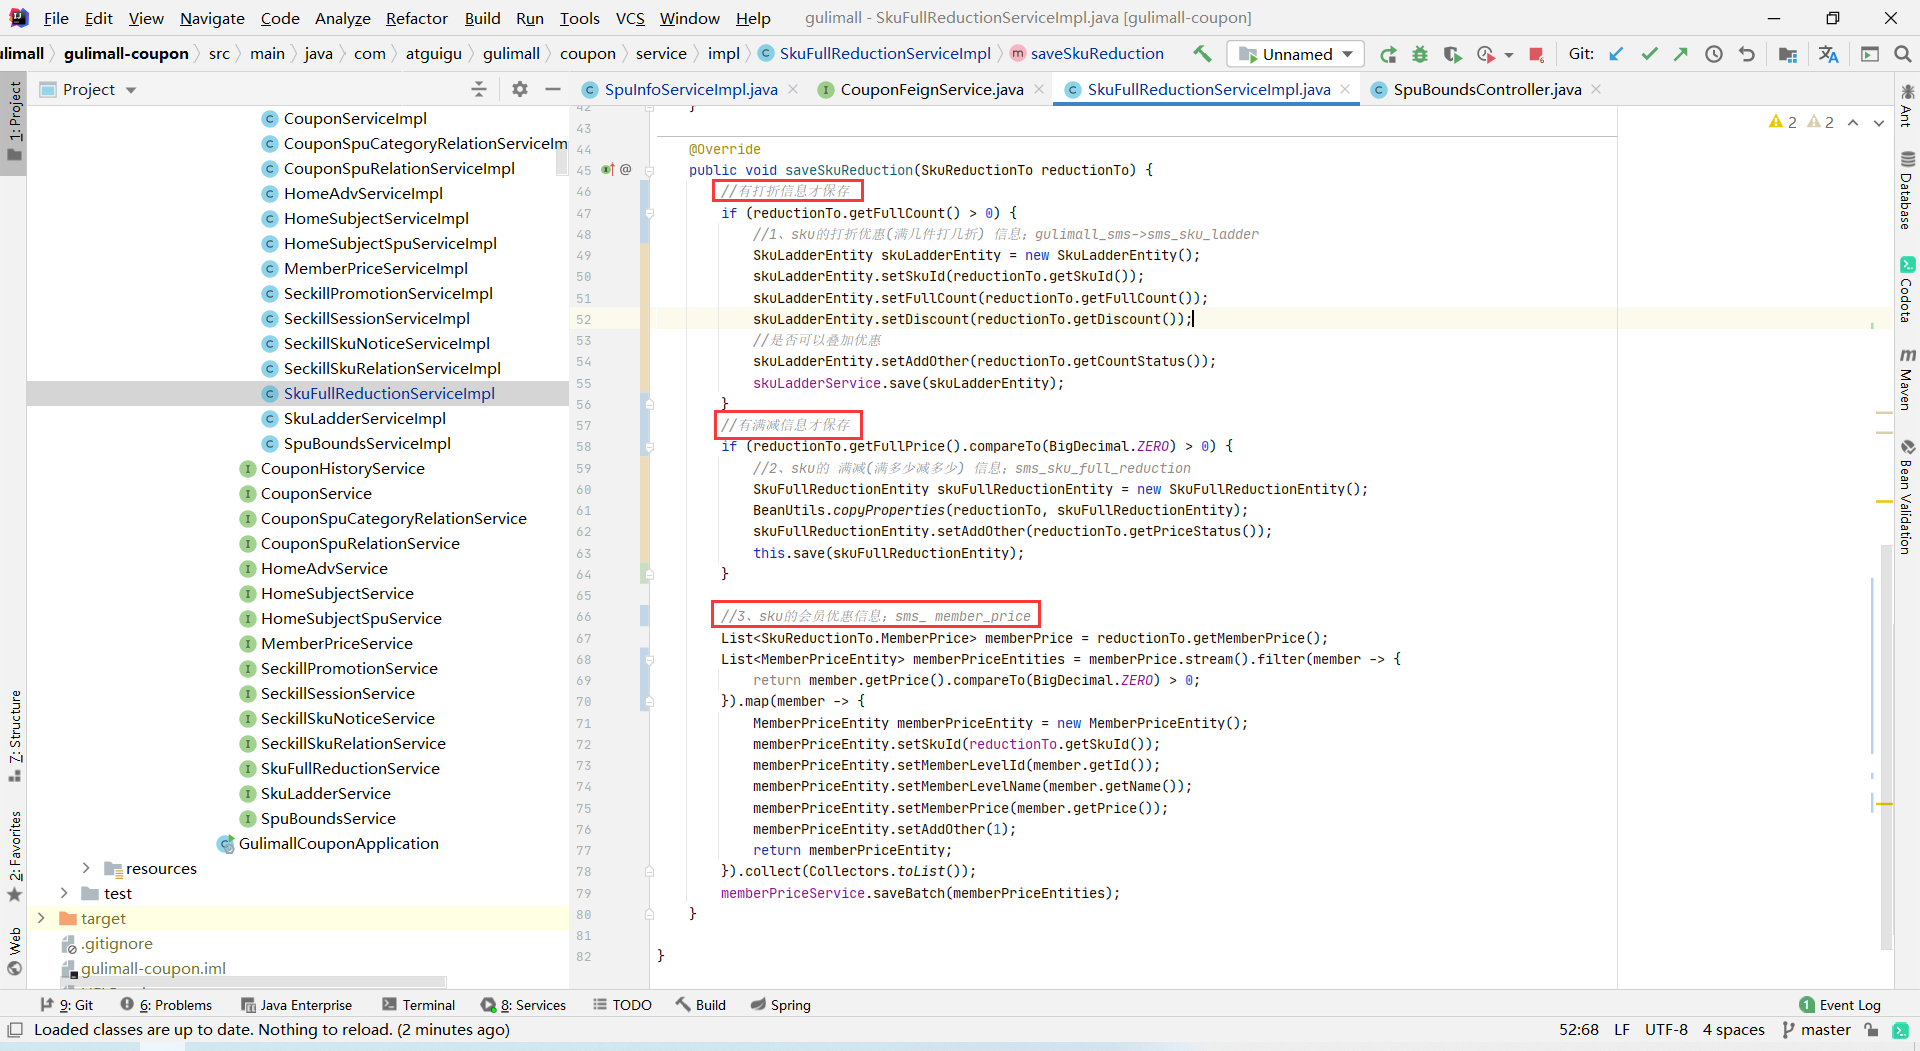 File Edit View Navigate Code Analyze Refactor Build Run Tools VCS Window Help gulimall - SkuFullReductionServiceImpl.java [gulimall-coupon]
ulimall gulimall-coupon src main java com atguigu gulimall coupon service impl SkuFullReductionServiceImpl saveSkuReduction Unnamed Git:
Project SpuInfoServiceImpl.java CouponFeignService.java SkuFullReductionServiceImpl.java SpuBoundsController.java
1: Project
7: Structure
2: Favorites
Web
CouponServiceImpl
CouponSpuCategoryRelationServiceIm
CouponSpuRelationServiceImpl
HomeAdvServiceImpl
HomeSubjectServiceImpl
HomeSubjectSpuServiceImpl
MemberPriceServiceImpl
SeckillPromotionServiceImpl
SeckillSessionServiceImpl
SeckillSkuNoticeServiceImpl
SeckillSkuRelationServiceImpl
SkuFullReductionServiceImpl
SkuLadderServiceImpl
SpuBoundsServiceImpl
CouponHistoryService
CouponService
CouponSpuCategoryRelationService
CouponSpuRelationService
HomeAdvService
HomeSubjectService
HomeSubjectSpuService
MemberPriceService
SeckillPromotionService
SeckillSessionService
SeckillSkuNoticeService
SeckillSkuRelationService
SkuFullReductionService
SkuLadderService
SpuBoundsService
GulimallCouponApplication
resources
test
target
.gitignore
gulimall-coupon.iml
2 2
42 }
43
44 @Override
45 @ public void saveSkuReduction(SkuReductionTo reductionTo) {
46 //有打折信息才保存
47 if (reductionTo.getFullCount() > 0) {
48 //1、sku的打折优惠(满几件打几折) 信息; gulimall_sms->sms_sku_ladder
49 SkuLadderEntity skuLadderEntity = new SkuLadderEntity();
50 skuLadderEntity.setSkuId(reductionTo.getSkuId());
51 skuLadderEntity.setFullCount(reductionTo.getFullCount());
52 skuLadderEntity.setDiscount(reductionTo.getDiscount());
53 //是否可以叠加优惠
54 skuLadderEntity.setAddOther(reductionTo.getCountStatus());
55 skuLadderService.save(skuLadderEntity);
56 }
57 //有满减信息才保存
58 if (reductionTo.getFullPrice().compareTo(BigDecimal.ZERO) > 0) {
59 //2、sku的 满减(满多少减多少) 信息; sms_sku_full_reduction
60 SkuFullReductionEntity skuFullReductionEntity = new SkuFullReductionEntity();
61 BeanUtils.copyProperties(reductionTo, skuFullReductionEntity);
62 skuFullReductionEntity.setAddOther(reductionTo.getPriceStatus());
63 this.save(skuFullReductionEntity);
64 }
65
66 //3、sku的会员优惠信息; sms_ member_price
67 List<SkuReductionTo.MemberPrice> memberPrice = reductionTo.getMemberPrice();
68 List<MemberPriceEntity> memberPriceEntities = memberPrice.stream().filter(member -> {
69 return member.getPrice().compareTo(BigDecimal.ZERO) > 0;
70 }).map(member -> {
71 MemberPriceEntity memberPriceEntity = new MemberPriceEntity();
72 memberPriceEntity.setSkuId(reductionTo.getSkuId());
73 memberPriceEntity.setMemberLevelId(member.getId());
74 memberPriceEntity.setMemberLevelName(member.getName());
75 memberPriceEntity.setMemberPrice(member.getPrice());
76 memberPriceEntity.setAddOther(1);
77 return memberPriceEntity;
78 }).collect(Collectors.toList());
79 memberPriceService.saveBatch(memberPriceEntities);
80 }
81
82 }
Ant
Database
Codota
Maven
Bean Validation
9: Git 6: Problems Java Enterprise Terminal 8: Services TODO Build Spring 1 Event Log
Loaded classes are up to date. Nothing to reload. (2 minutes ago) 52:68 LF UTF-8 4 spaces master